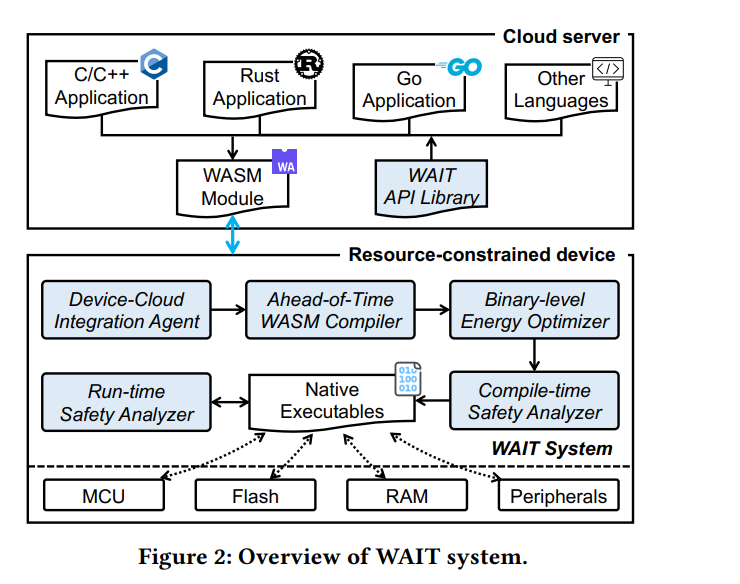 Cloud server
C/C++
Application
Rust
Application
Go
Application
Other
Languages
C
R
GO
</>
WASM
Module
WA
WAIT
API Library
Resource-constrained device
Device-Cloud
Integration Agent
Ahead-of-Time
WASM Compiler
Binary-level
Energy Optimizer
Run-time
Safety Analyzer
Native
Executables
010
100
010
Compile-time
Safety Analyzer
WAIT System
MCU
Flash
RAM
Peripherals
Figure 2: Overview of WAIT system.